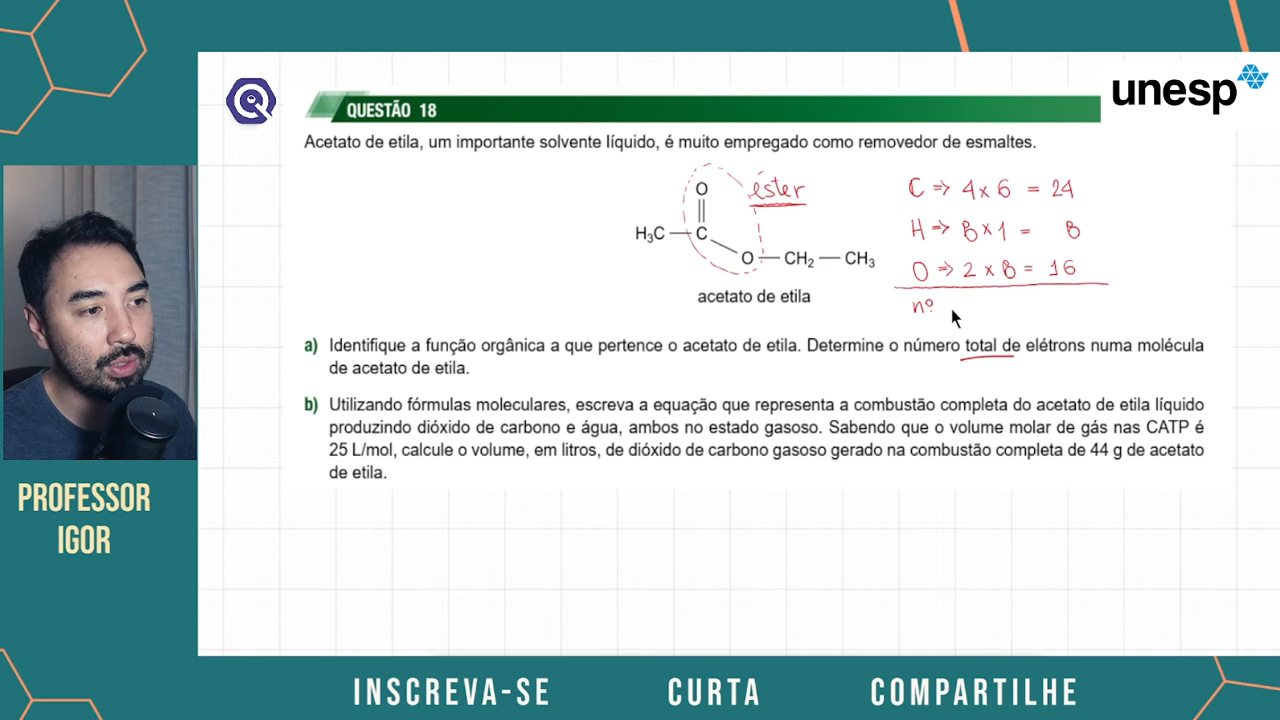 unesp
QUESTÃO 18
Acetato de etila, um importante solvente líquido, é muito empregado como removedor de esmaltes.
O
éster
H₃C — C
O — CH₂ — CH₃
acetato de etila
C => 4 x 6 = 24
H => 8 x 1 = 8
O => 2 x 8 = 16
nº
a) Identifique a função orgânica a que pertence o acetato de etila. Determine o número total de elétrons numa molécula
de acetato de etila.
b) Utilizando fórmulas moleculares, escreva a equação que representa a combustão completa do acetato de etila líquido
produzindo dióxido de carbono e água, ambos no estado gasoso. Sabendo que o volume molar de gás nas CATP é
25 L/mol, calcule o volume, em litros, de dióxido de carbono gasoso gerado na combustão completa de 44 g de acetato
de etila.
PROFESSOR
IGOR
INSCREVA-SE CURTA COMPARTILHE